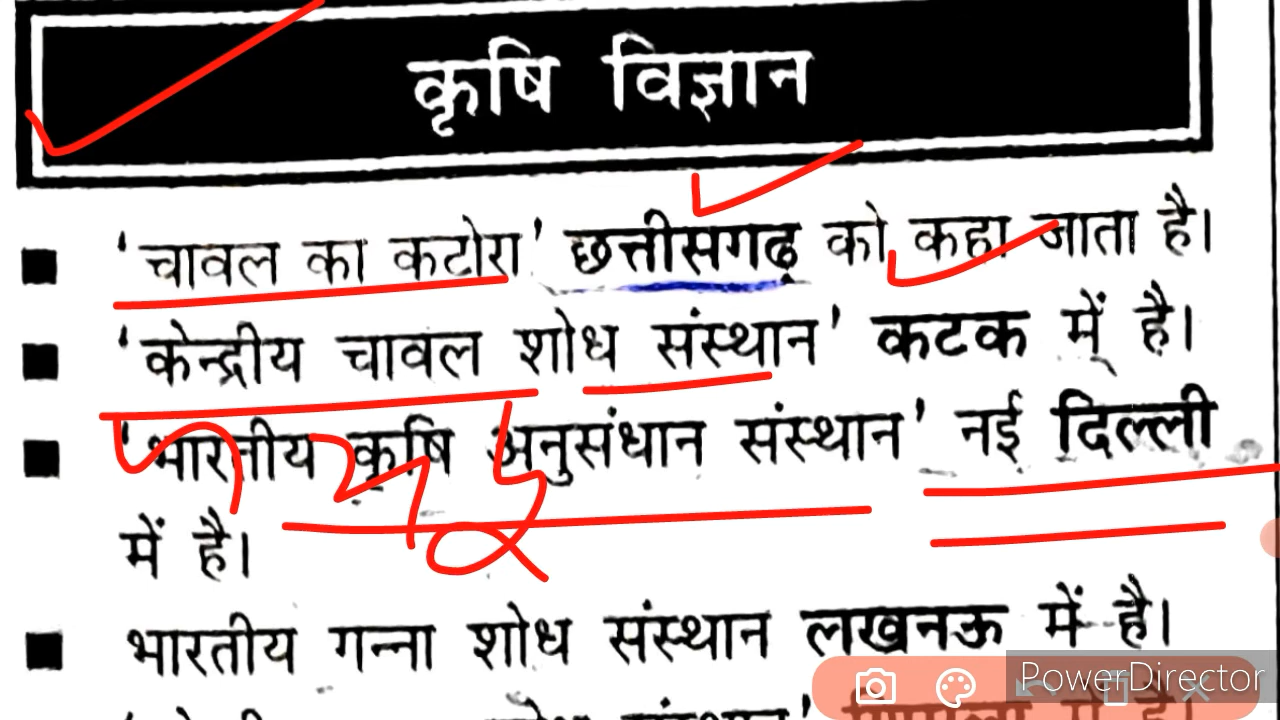 कृषि विज्ञान
■ 'चावल का कटोरा' छत्तीसगढ़ को कहा जाता है।
■ 'केन्द्रीय चावल शोध संस्थान' कटक में है।
■ 'भारतीय कृषि अनुसंधान संस्थान' नई दिल्ली
में है।
■ भारतीय गन्ना शोध संस्थान लखनऊ में है।
PowerDirector